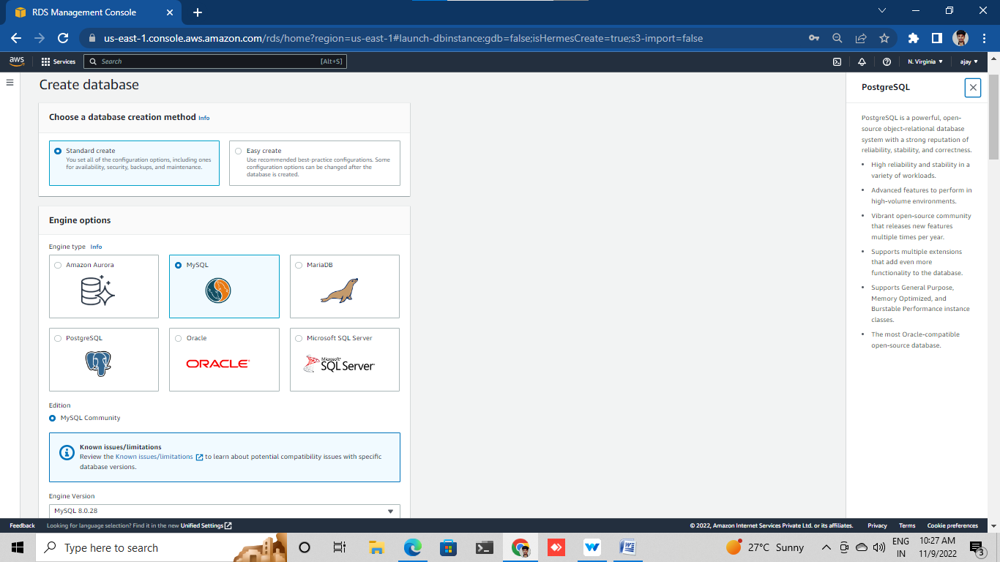 RDS Management Console
us-east-1.console.aws.amazon.com/rds/home?region=us-east-1#launch-dbinstance:gdb=false;isHermesCreate=true;s3-import=false
aws
Services
Search
[Alt+S]
N. Virginia
ajay
Create database
Choose a database creation method Info
Standard create
You set all of the configuration options, including ones
for availability, security, backups, and maintenance.
Easy create
Use recommended best-practice configurations. Some
configuration options can be changed after the
database is created.
Engine options
Engine type Info
Amazon Aurora
MySQL
MariaDB
PostgreSQL
Oracle
ORACLE
Microsoft SQL Server
Microsoft
SQL Server
Edition
MySQL Community
Known issues/limitations
Review the Known issues/limitations to learn about potential compatibility issues with specific
database versions.
Engine Version
MySQL 8.0.28
PostgreSQL
PostgreSQL is a powerful, open-
source object-relational database
system with a strong reputation of
reliability, stability, and correctness.
• High reliability and stability in a
variety of workloads.
• Advanced features to perform in
high-volume environments.
• Vibrant open-source community
that releases new features
multiple times per year.
• Supports multiple extensions
that add even more
functionality to the database.
• Supports General Purpose,
Memory Optimized, and
Burstable Performance instance
classes.
• The most Oracle-compatible
open-source database.
Feedback
Looking for language selection? Find it in the new Unified Settings
© 2022, Amazon Internet Services Private Ltd. or its affiliates.
Privacy
Terms
Cookie preferences
Type here to search
27°C Sunny
ENG
IN
10:27 AM
11/9/2022
3